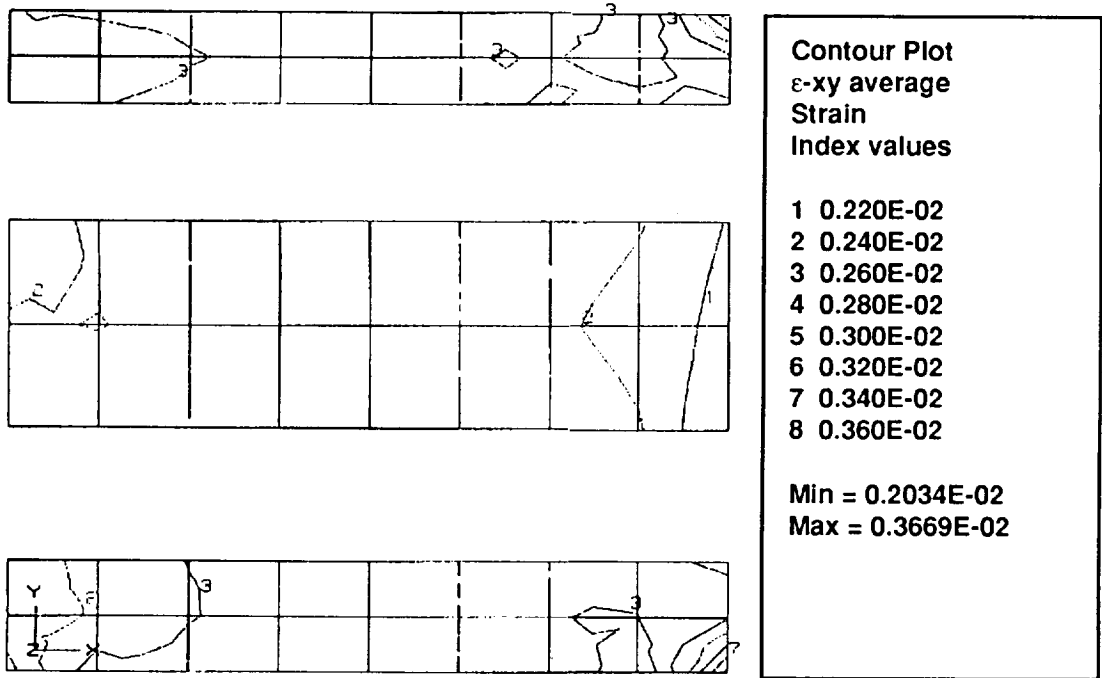 3
3
3
3
3
Contour Plot
ε-xy average
Strain
Index values
1 0.220E-02
2 0.240E-02
3 0.260E-02
4 0.280E-02
5 0.300E-02
6 0.320E-02
7 0.340E-02
8 0.360E-02
Min = 0.2034E-02
Max = 0.3669E-02
2
1
3
3
Y
Z
X